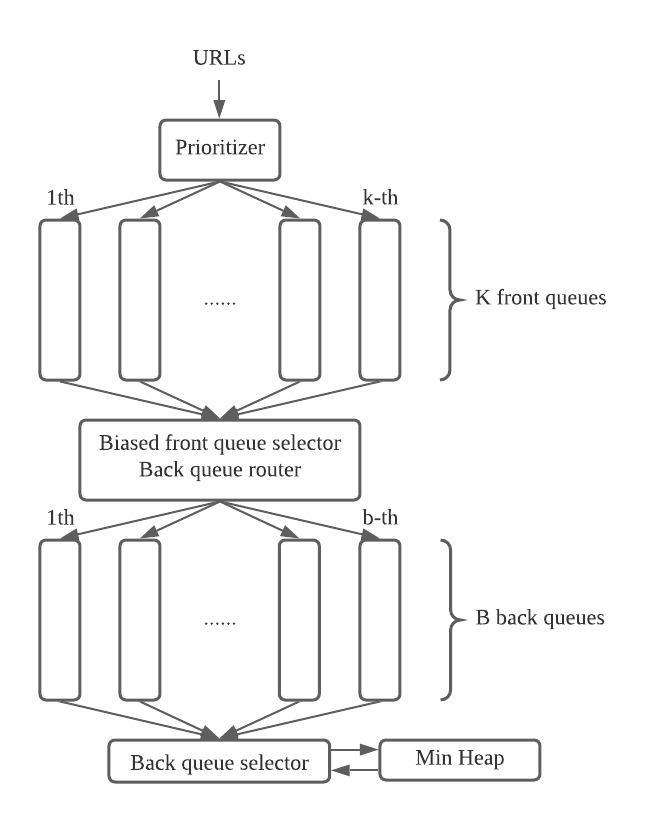 URLs
Prioritizer
1th
k-th
......
K front queues
Biased front queue selector
Back queue router
1th
b-th
......
B back queues
Back queue selector
Min Heap